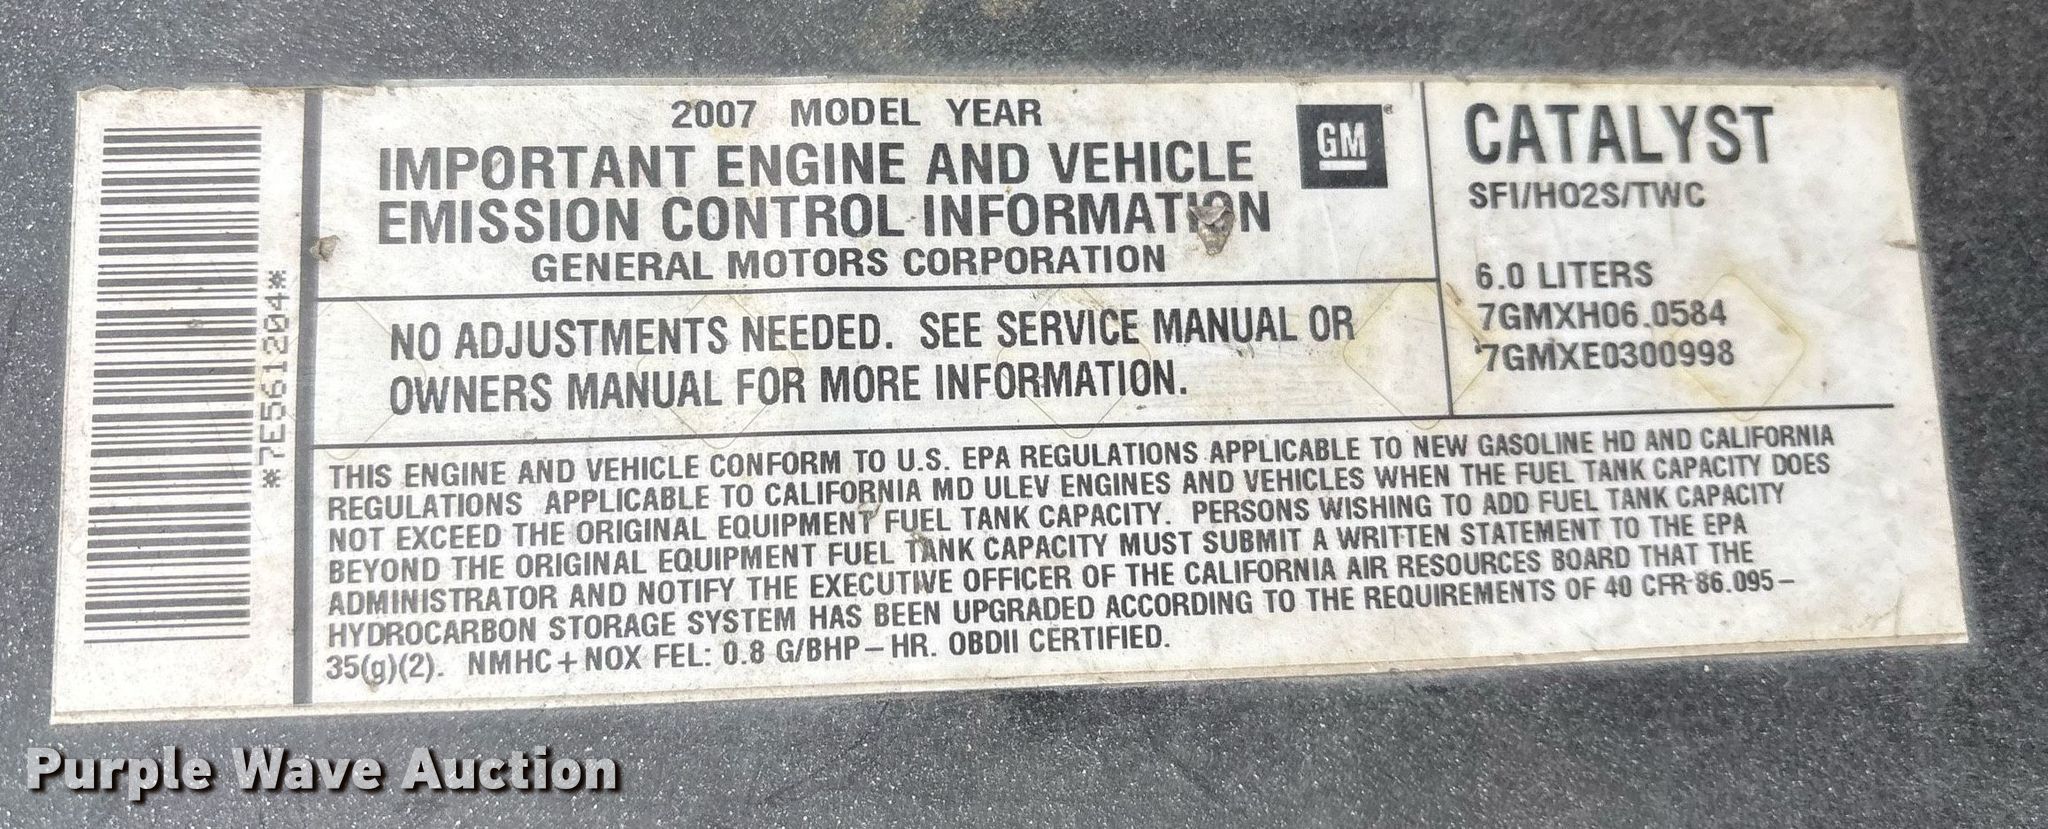 *7E561204*
2007 MODEL YEAR
IMPORTANT ENGINE AND VEHICLE
EMISSION CONTROL INFORMATION
GENERAL MOTORS CORPORATION
GM
NO ADJUSTMENTS NEEDED. SEE SERVICE MANUAL OR
OWNERS MANUAL FOR MORE INFORMATION.
CATALYST
SFI/HO2S/TWC
6.0 LITERS
7GMXH06.0584
7GMXE0300998
THIS ENGINE AND VEHICLE CONFORM TO U.S. EPA REGULATIONS APPLICABLE TO NEW GASOLINE HD AND CALIFORNIA
REGULATIONS APPLICABLE TO CALIFORNIA MD ULEV ENGINES AND VEHICLES WHEN THE FUEL TANK CAPACITY DOES
NOT EXCEED THE ORIGINAL EQUIPMENT FUEL TANK CAPACITY. PERSONS WISHING TO ADD FUEL TANK CAPACITY
BEYOND THE ORIGINAL EQUIPMENT FUEL TANK CAPACITY MUST SUBMIT A WRITTEN STATEMENT TO THE EPA
ADMINISTRATOR AND NOTIFY THE EXECUTIVE OFFICER OF THE CALIFORNIA AIR RESOURCES BOARD THAT THE
HYDROCARBON STORAGE SYSTEM HAS BEEN UPGRADED ACCORDING TO THE REQUIREMENTS OF 40 CFR 86.095-
35(g)(2). NMHC+NOX FEL: 0.8 G/BHP-HR. OBDII CERTIFIED.
Purple Wave Auction